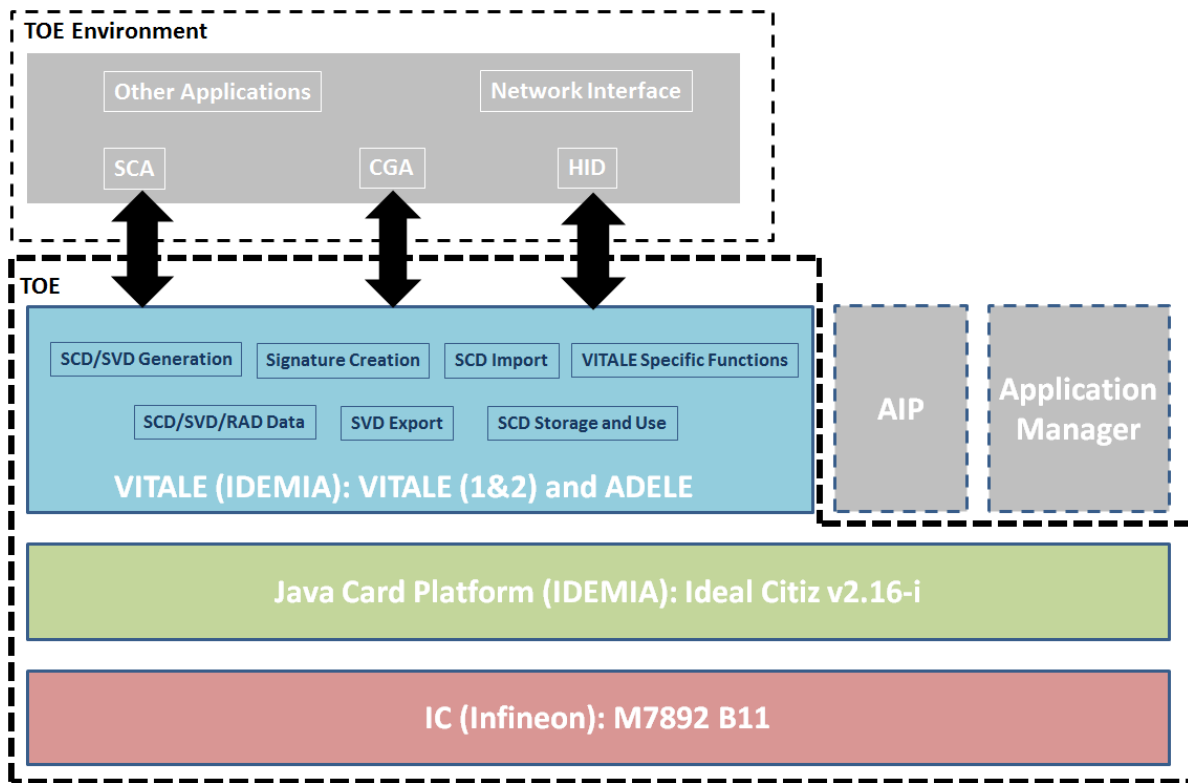 TOE Environment
Other Applications
Network Interface
SCA
CGA
HID
TOE
SCD/SVD Generation
Signature Creation
SCD Import
VITALE Specific Functions
SCD/SVD/RAD Data
SVD Export
SCD Storage and Use
VITALE (IDEMIA): VITALE (1&2) and ADELE
AIP
Application
Manager
Java Card Platform (IDEMIA): Ideal Citiz v2.16-i
IC (Infineon): M7892 B11